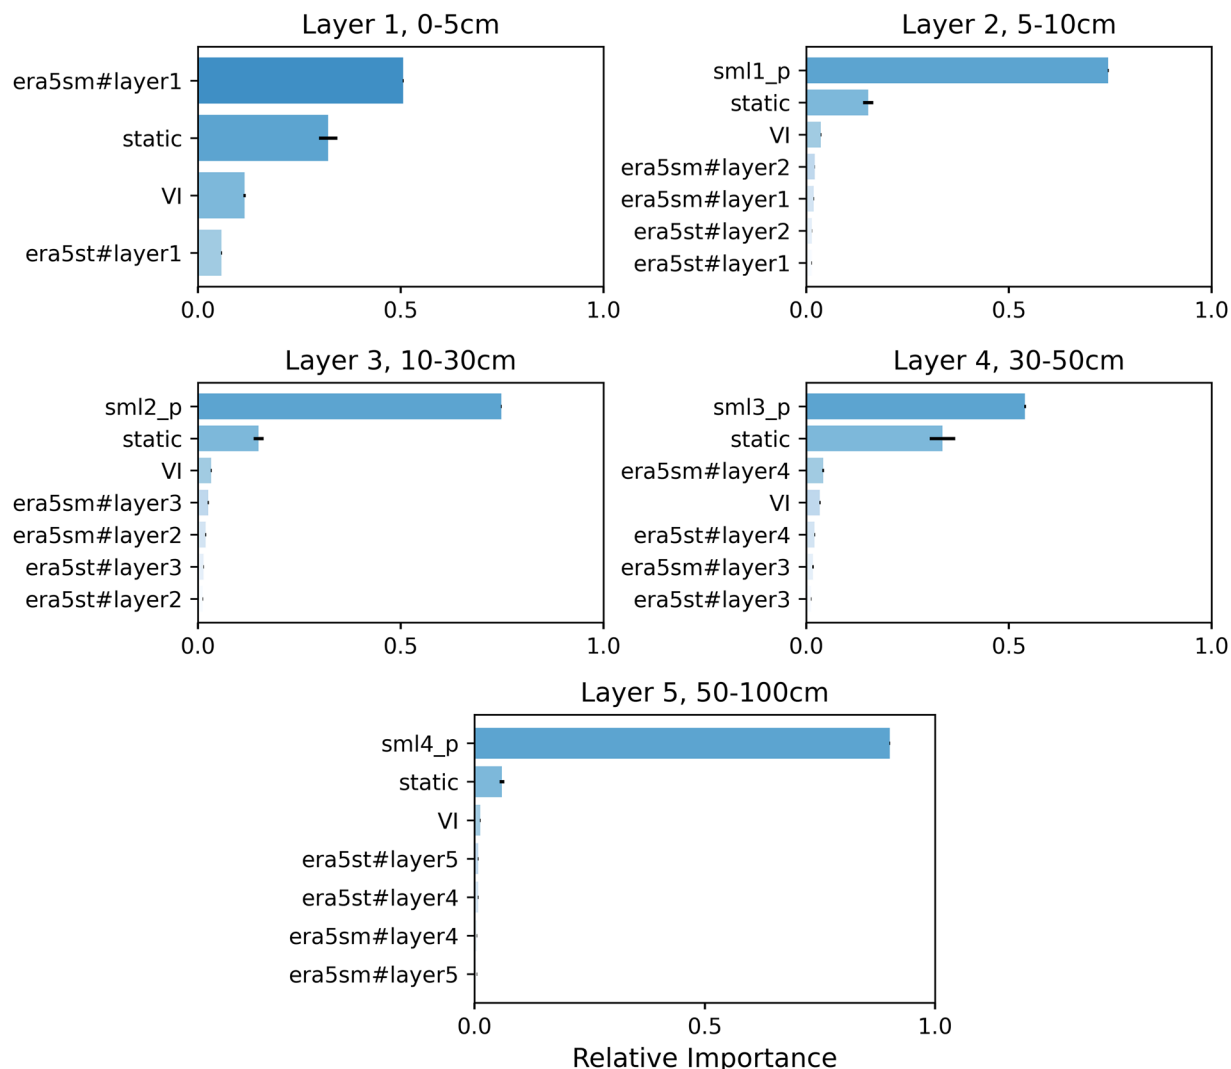 Layer 1, 0-5cm
era5sm#layer1
static
VI
era5st#layer1
0.0 0.5 1.0
Layer 2, 5-10cm
sml1_p
static
VI
era5sm#layer2
era5sm#layer1
era5st#layer2
era5st#layer1
0.0 0.5 1.0
Layer 3, 10-30cm
sml2_p
static
VI
era5sm#layer3
era5sm#layer2
era5st#layer3
era5st#layer2
0.0 0.5 1.0
Layer 4, 30-50cm
sml3_p
static
era5sm#layer4
VI
era5st#layer4
era5sm#layer3
era5st#layer3
0.0 0.5 1.0
Layer 5, 50-100cm
sml4_p
static
VI
era5st#layer5
era5st#layer4
era5sm#layer4
era5sm#layer5
0.0 0.5 1.0
Relative Importance